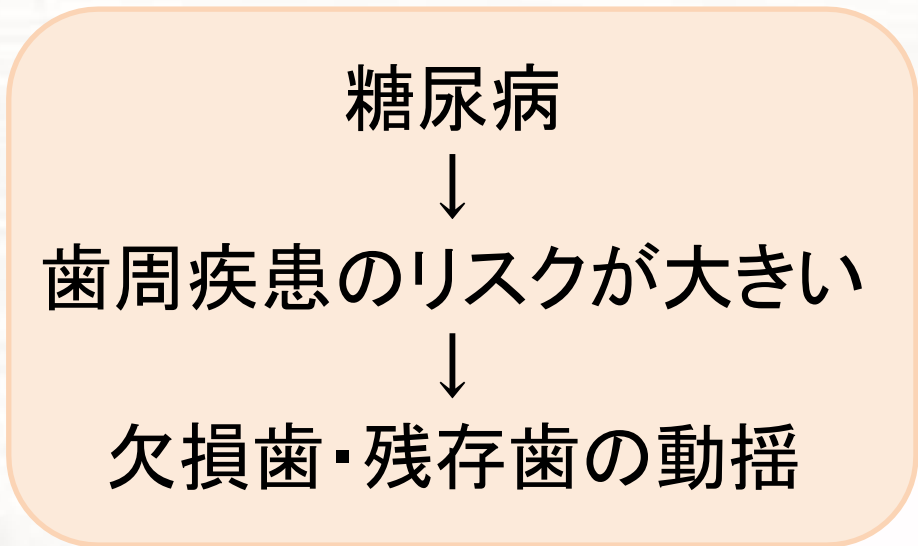 糖尿病
↓
歯周疾患のリスクが大きい
↓
欠損歯・残存歯の動揺